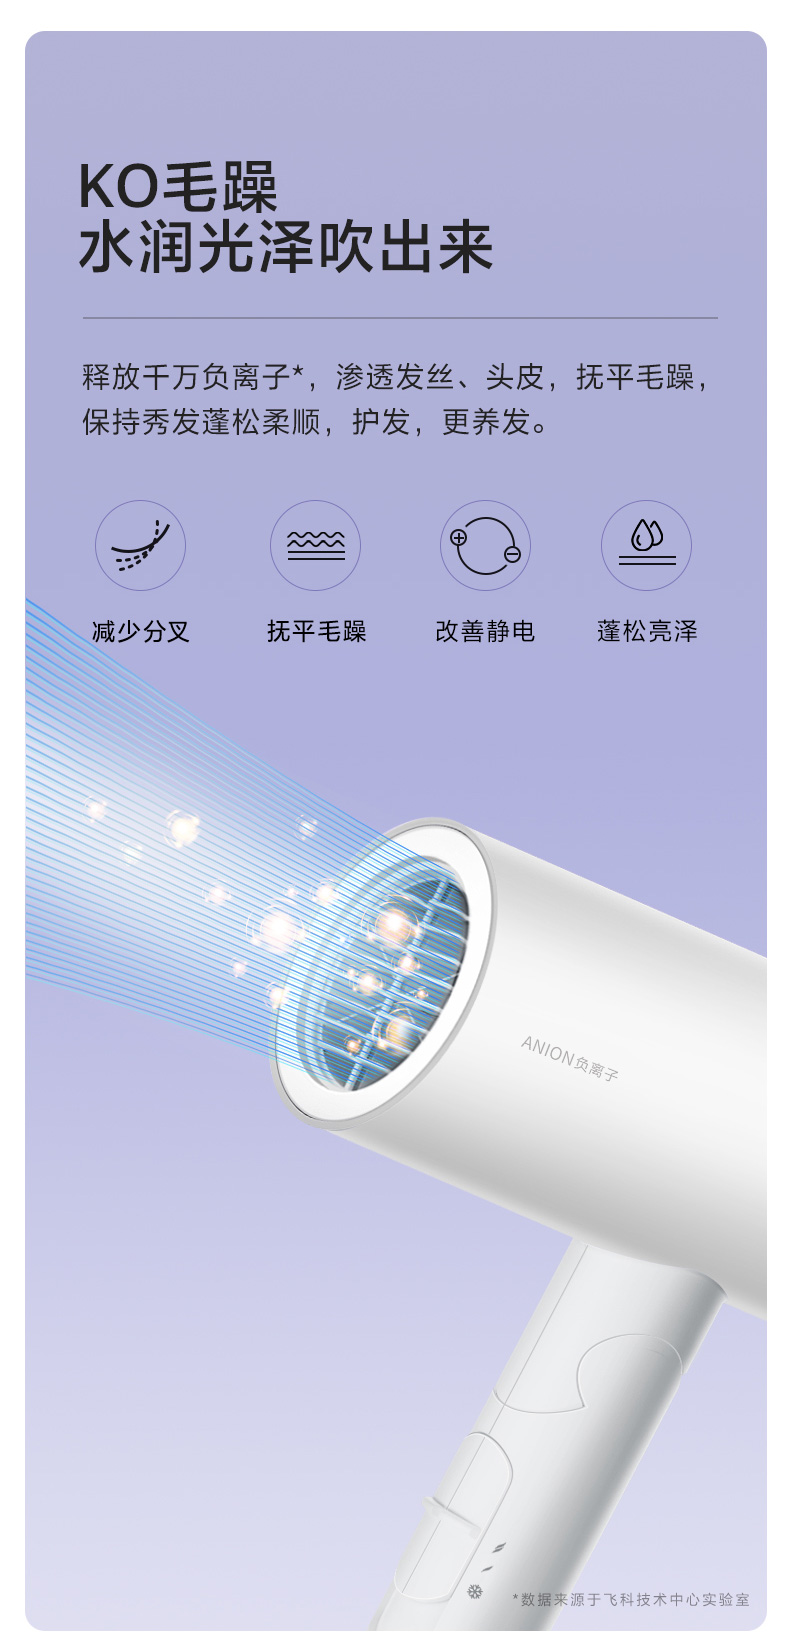 KO毛躁
水润光泽吹出来
释放千万负离子*，渗透发丝、头皮，抚平毛躁，
保持秀发蓬松柔顺，护发，更养发。
减少分叉
抚平毛躁
改善静电
蓬松亮泽
ANION负离子
*数据来源于飞科技术中心实验室